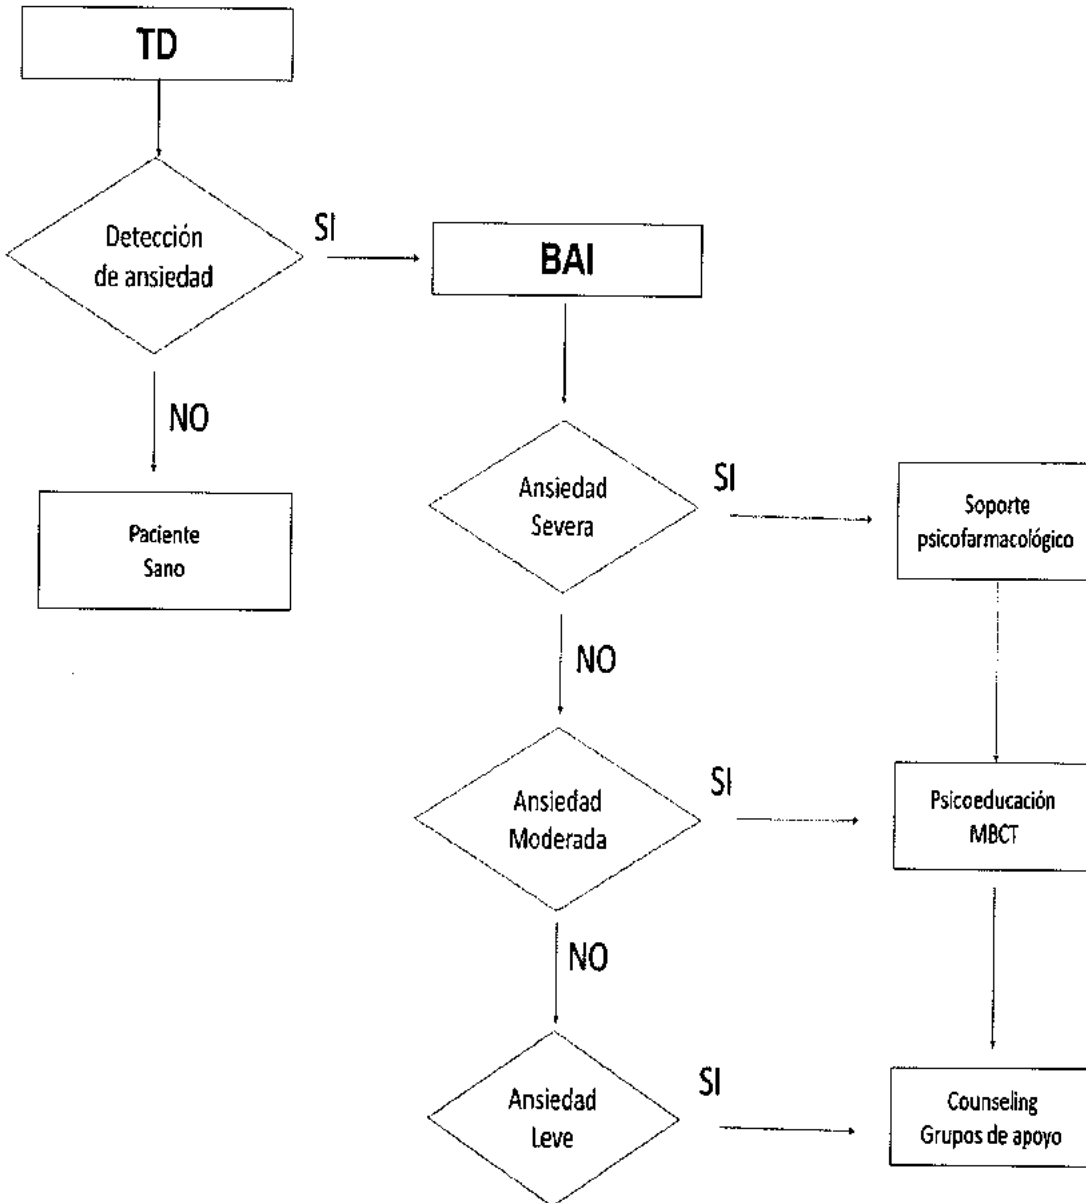 TD
Detección
de ansiedad
SI
BAI
NO
Paciente
Sano
Ansiedad
Severa
SI
Soporte
psicofarmacológico
NO
Ansiedad
Moderada
SI
Psicoeducación
MBCT
NO
Ansiedad
Leve
SI
Counseling
Grupos de apoyo